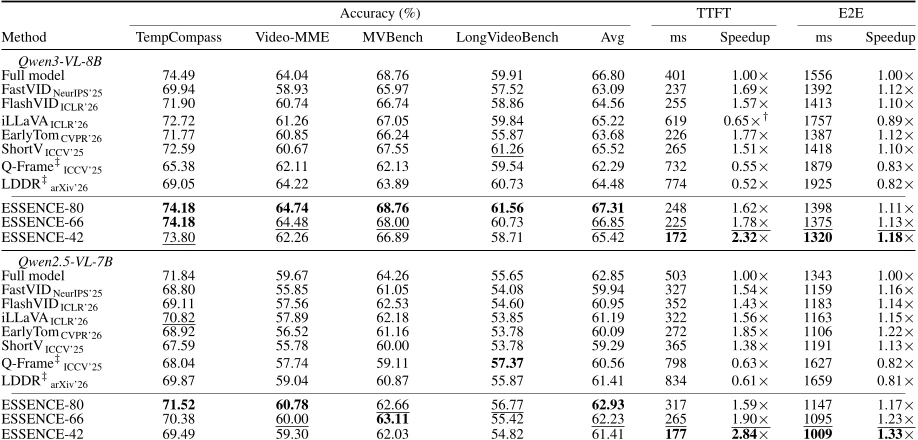 Accuracy (%) TTFT E2E
Method TempCompass Video-MME MVBench LongVideoBench Avg ms Speedup ms Speedup
Qwen3-VL-8B
Full model 74.49 64.04 68.76 59.91 66.80 401 1.00× 1556 1.00×
FastVID NeurIPS'25 69.94 58.93 65.97 57.52 63.09 237 1.69× 1392 1.12×
FlashVID ICLR'26 71.90 60.74 66.74 58.86 64.56 255 1.57× 1413 1.10×
iLLaVA ICLR'26 72.72 61.26 67.05 59.84 65.22 619 0.65׆ 1757 0.89×
EarlyTom CVPR'26 71.77 60.85 66.24 55.87 63.68 226 1.77× 1387 1.12×
ShortV ICCV'25 72.59 60.67 67.55 61.26 65.52 265 1.51× 1418 1.10×
Q-Frame‡ ICCV'25 65.38 62.11 62.13 59.54 62.29 732 0.55× 1879 0.83×
LDDR‡ arXiv'26 69.05 64.22 63.89 60.73 64.48 774 0.52× 1925 0.82×
ESSENCE-80 74.18 64.74 68.76 61.56 67.31 248 1.62× 1398 1.11×
ESSENCE-66 74.18 64.48 68.00 60.73 66.85 225 1.78× 1375 1.13×
ESSENCE-42 73.80 62.26 66.89 58.71 65.42 172 2.32× 1320 1.18×
Qwen2.5-VL-7B
Full model 71.84 59.67 64.26 55.65 62.85 503 1.00× 1343 1.00×
FastVID NeurIPS'25 68.80 55.85 61.05 54.08 59.94 327 1.54× 1159 1.16×
FlashVID ICLR'26 69.11 57.56 62.53 54.60 60.95 352 1.43× 1183 1.14×
iLLaVA ICLR'26 70.82 57.89 62.18 53.85 61.19 322 1.56× 1153 1.15×
EarlyTom CVPR'26 68.92 56.52 61.16 53.78 60.09 272 1.85× 1106 1.22×
ShortV ICCV'25 67.59 55.78 60.00 53.78 59.29 365 1.38× 1191 1.13×
Q-Frame‡ ICCV'25 68.04 57.74 59.11 57.37 60.56 798 0.63× 1627 0.82×
LDDR‡ arXiv'26 69.87 59.04 60.87 55.87 61.41 834 0.61× 1659 0.81×
ESSENCE-80 71.52 60.78 62.66 56.77 62.93 317 1.59× 1147 1.17×
ESSENCE-66 70.38 60.00 63.11 55.42 62.23 265 1.90× 1095 1.23×
ESSENCE-42 69.49 59.30 62.03 54.82 61.41 177 2.84× 1009 1.33×